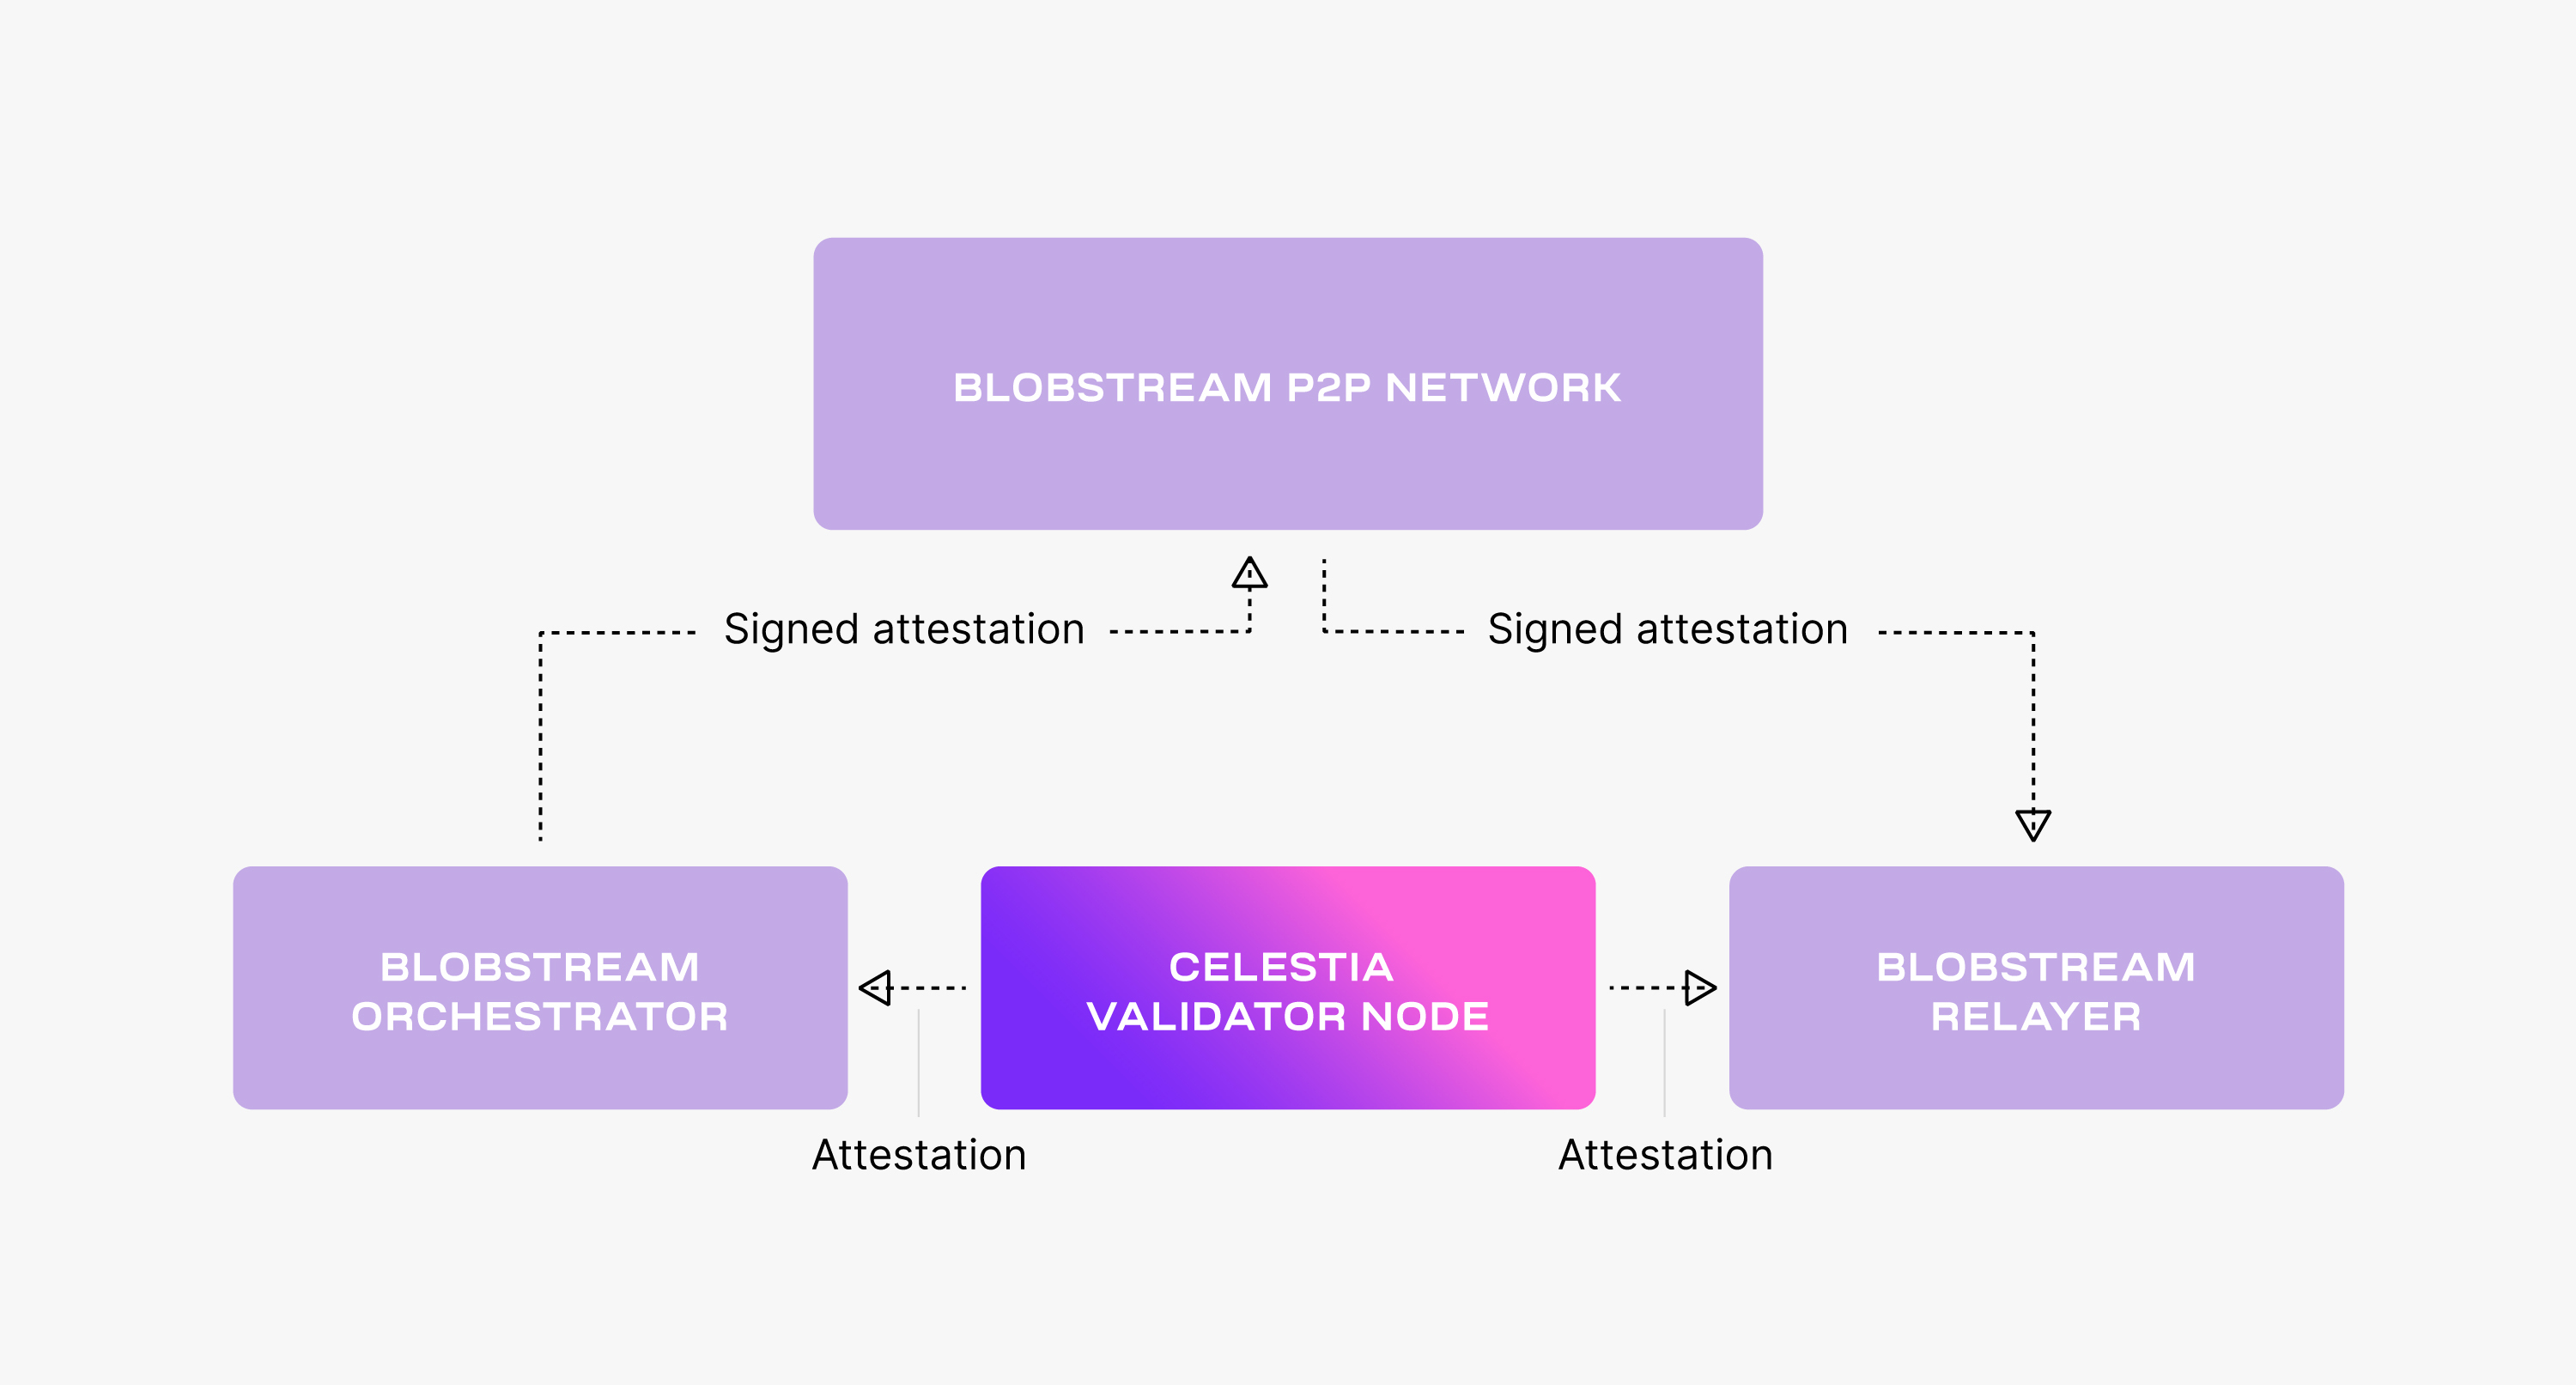 BLOBSTREAM P2P NETWORK
Signed attestation
Signed attestation
BLOBSTREAM
ORCHESTRATOR
CELESTIA
VALIDATOR NODE
BLOBSTREAM
RELAYER
Attestation
Attestation